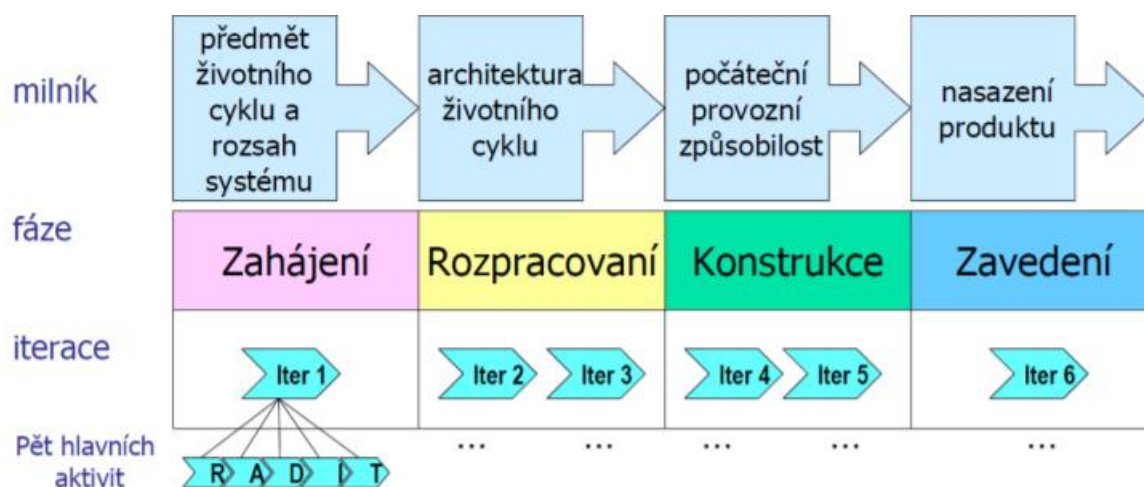 milník
předmět
životního
cyklu a
rozsah
systému
architektura
životního
cyklu
počáteční
provozní
způsobilost
nasazení
produktu
fáze
Zahájení
Rozpracovaní
Konstrukce
Zavedení
iterace
Iter 1
Iter 2
Iter 3
Iter 4
Iter 5
Iter 6
Pět hlavních
aktivit
R A D I T
... ... ... ... ...